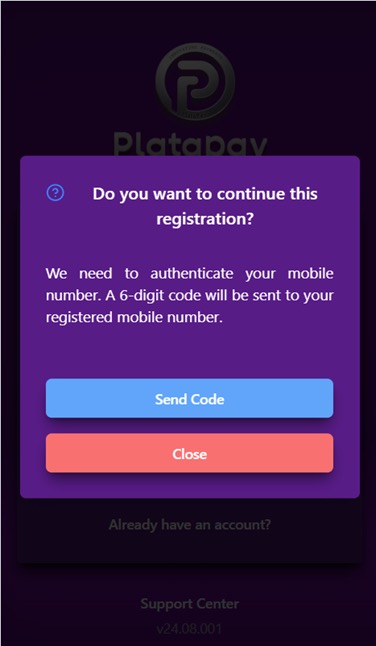 Platapay
Do you want to continue this
registration?
We need to authenticate your mobile
number. A 6-digit code will be sent to your
registered mobile number.
Send Code
Close
Already have an account?
Support Center
v24.08.001